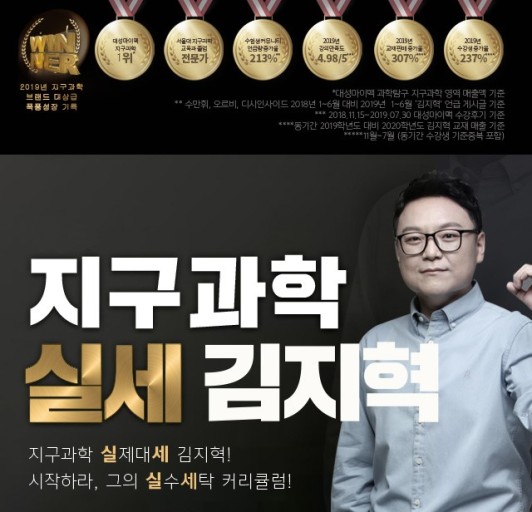 WINNER
2019년 지구과학
브랜드 대상급
폭풍성장 기록
대성마이맥
지구과학
1위
서울대 지구과학
교육과 졸업
전문가
수험생커뮤니티
언급량 증가율
213%**
2019년
강의만족도
4.98/5***
2019년
교재판매 증가율
307%****
2019년
수강생 증가율
237%*****
*대성마이맥 과학탐구 지구과학 영역 매출액 기준
** 수만휘, 오르비, 디시인사이드 2018년 1~6월 대비 2019년 1~6월 '김지혁' 언급 게시글 기준
*** 2018.11.15~2019.07.30 대성마이맥 수강후기 기준
****동기간 2019학년도 대비 2020학년도 김지혁 교재 매출 기준
*****11월~7월 (동기간 수강생 기준중복 포함)
지구과학
실세 김지혁
지구과학 실제대세 김지혁!
시작하라, 그의 실수세탁 커리큘럼!